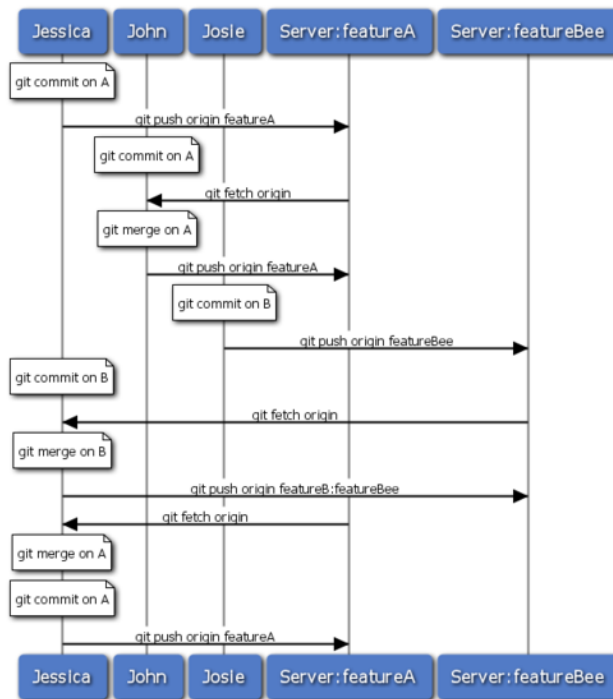 Jessica John Josie Server:featureA Server:featureBee
git commit on A
git push origin featureA
git commit on A
git fetch origin
git merge on A
git push origin featureA
git commit on B
git push origin featureBee
git commit on B
git fetch origin
git merge on B
git push origin featureB:featureBee
git fetch origin
git merge on A
git commit on A
git push origin featureA
Jessica John Josie Server:featureA Server:featureBee